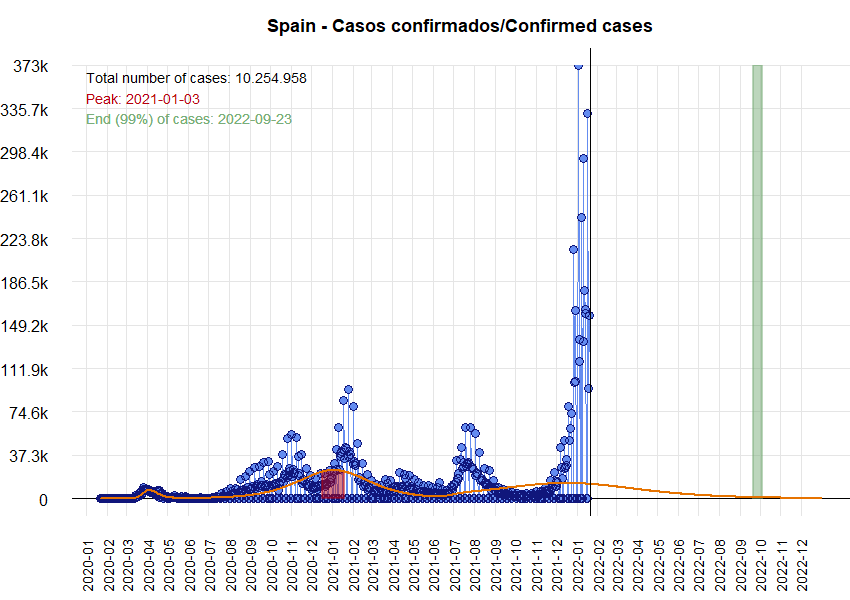 Spain - Casos confirmados/Confirmed cases
373k
335.7k
298.4k
261.1k
223.8k
186.5k
149.2k
111.9k
74.6k
37.3k
0
Total number of cases: 10.254.958
Peak: 2021-01-03
End (99%) of cases: 2022-09-23
2020-01
2020-02
2020-03
2020-04
2020-05
2020-06
2020-07
2020-08
2020-09
2020-10
2020-11
2020-12
2021-01
2021-02
2021-03
2021-04
2021-05
2021-06
2021-07
2021-08
2021-09
2021-10
2021-11
2021-12
2022-01
2022-02
2022-03
2022-04
2022-05
2022-06
2022-07
2022-08
2022-09
2022-10
2022-11
2022-12